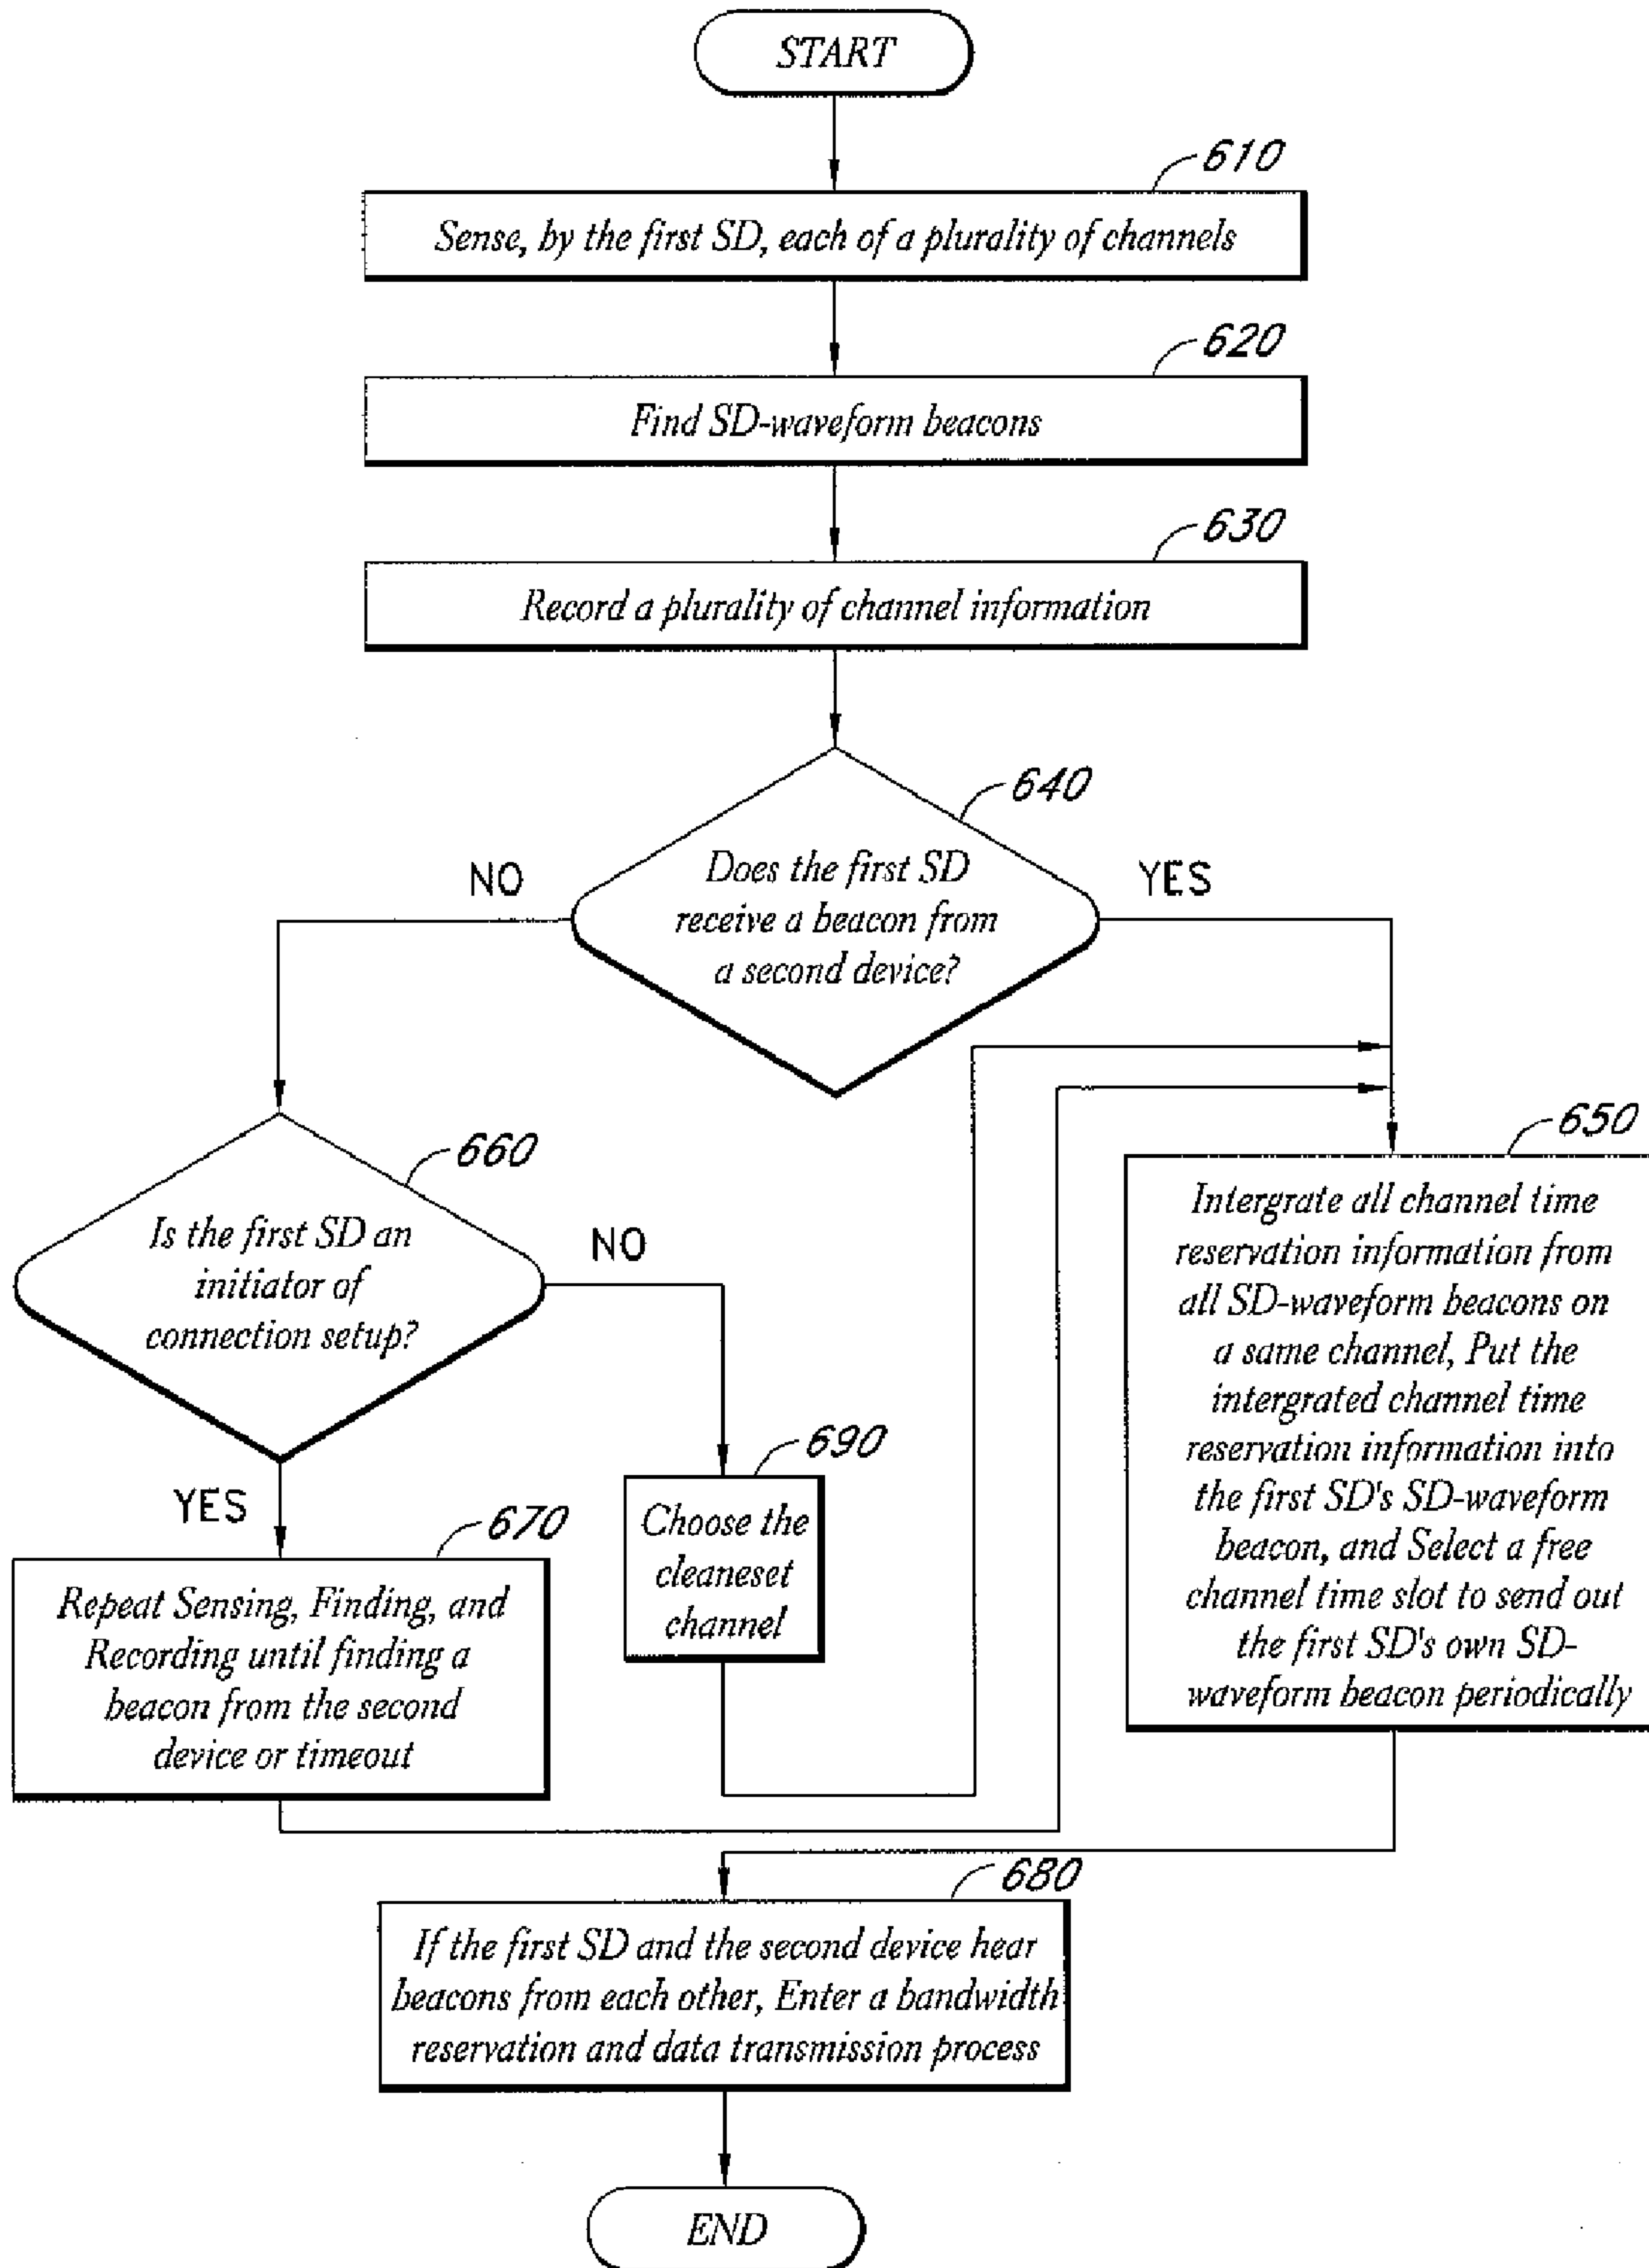 START
610
Sense, by the first SD, each of a plurality of channels
620
Find SD-waveform beacons
630
Record a plurality of channel information
640
Does the first SD
receive a beacon from
a second device?
NO
YES
660
Is the first SD an
initiator of
connection setup?
NO
YES
650
Intergrate all channel time
reservation information from
all SD-waveform beacons on
a same channel, Put the
intergrated channel time
reservation information into
the first SD's SD-waveform
beacon, and Select a free
channel time slot to send out
the first SD's own SD-
waveform beacon periodically
690
Choose the
cleaneset
channel
670
Repeat Sensing, Finding, and
Recording until finding a
beacon from the second
device or timeout
680
If the first SD and the second device hear
beacons from each other, Enter a bandwidth
reservation and data transmission process
END